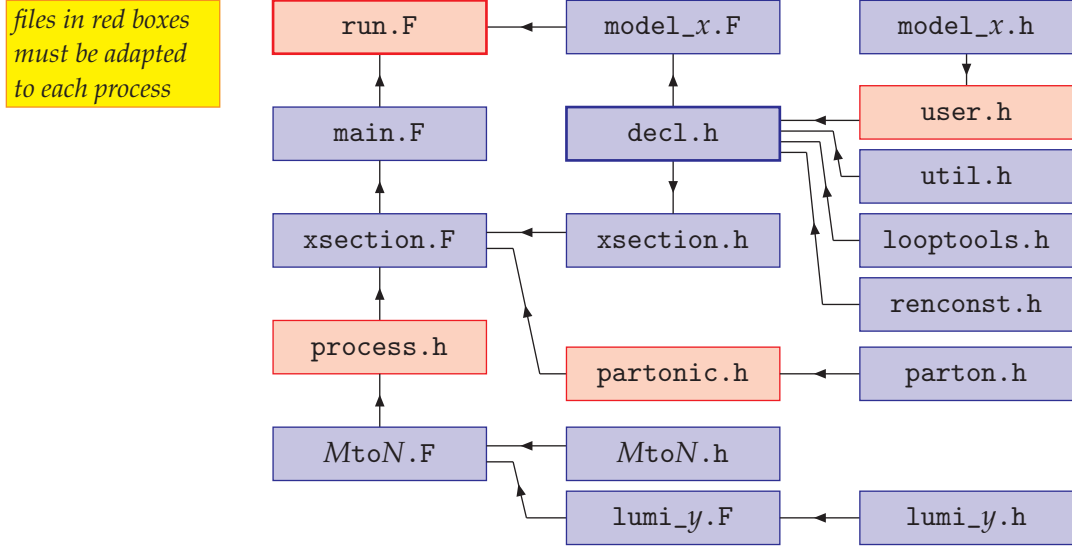 files in red boxes
must be adapted
to each process
run.F
model_x.F
model_x.h
main.F
decl.h
user.h
util.h
xsection.F
xsection.h
looptools.h
renconst.h
process.h
partonic.h
parton.h
MtoN.F
MtoN.h
lumi_y.F
lumi_y.h